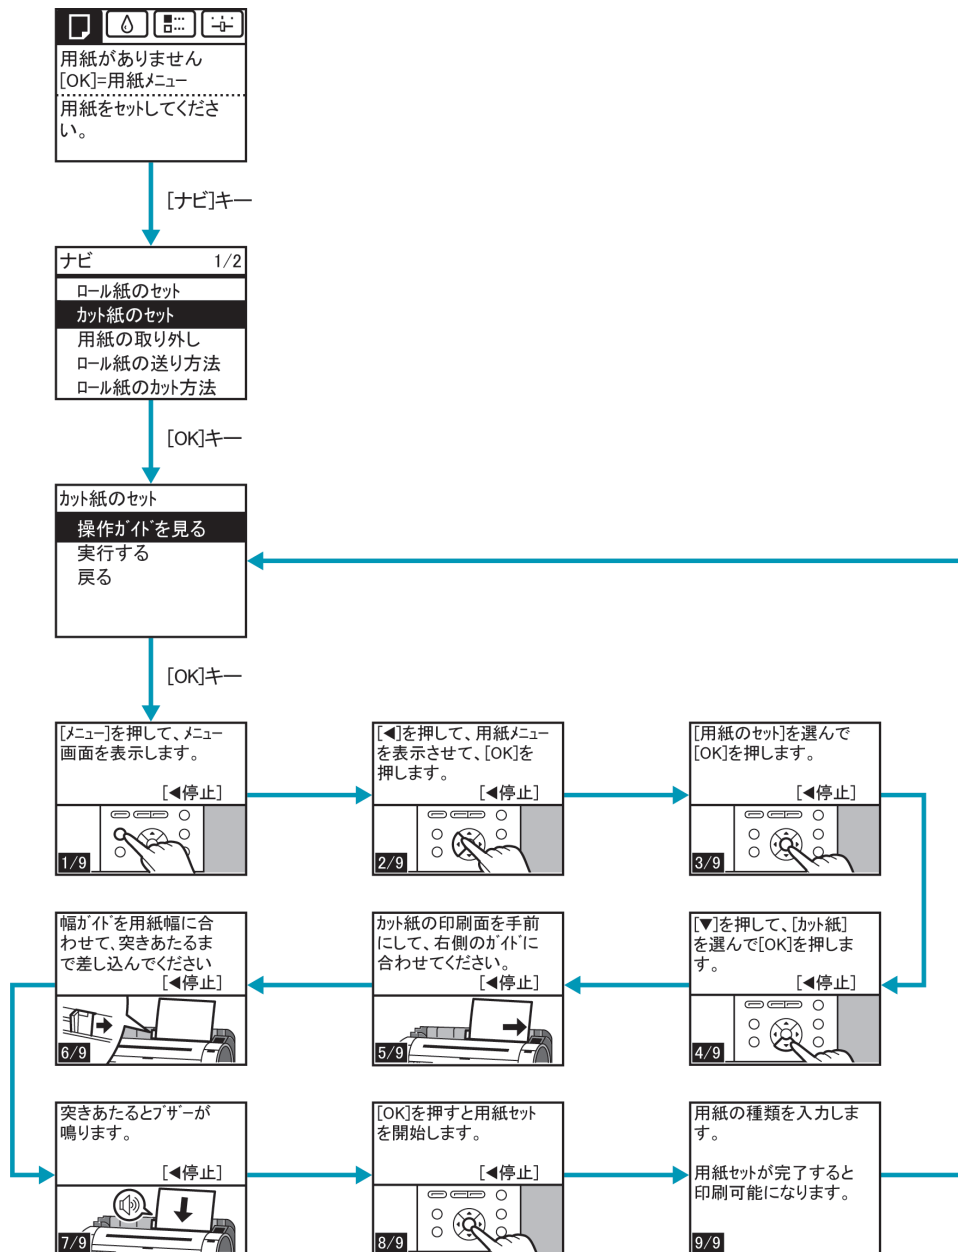 用紙がありません
[OK]=用紙メニュー
用紙をセットしてくださ
い。
[ナビ]キー
ナビ 1/2
ロール紙のセット
カット紙のセット
用紙の取り外し
ロール紙の送り方法
ロール紙のカット方法
[OK]キー
カット紙のセット
操作ガイドを見る
実行する
戻る
[OK]キー
[メニュー]を押して、メニュー
画面を表示します。
[◀停止]
1/9
[◀]を押して、用紙メニュー
を表示させて、[OK]を
押します。
[◀停止]
2/9
[用紙のセット]を選んで
[OK]を押します。
[◀停止]
3/9
[▼]を押して、[カット紙]
を選んで[OK]を押しま
す。
[◀停止]
4/9
カット紙の印刷面を手前
にして、右側のガイドに
合わせてください。
[◀停止]
5/9
幅ガイドを用紙幅に合
わせて、突きあたるま
で差し込んでください
[◀停止]
6/9
突きあたるとブザーが
鳴ります。
[◀停止]
7/9
[OK]を押すと用紙セット
を開始します。
[◀停止]
8/9
用紙の種類を入力しま
す。
用紙セットが完了すると
印刷可能になります。
9/9